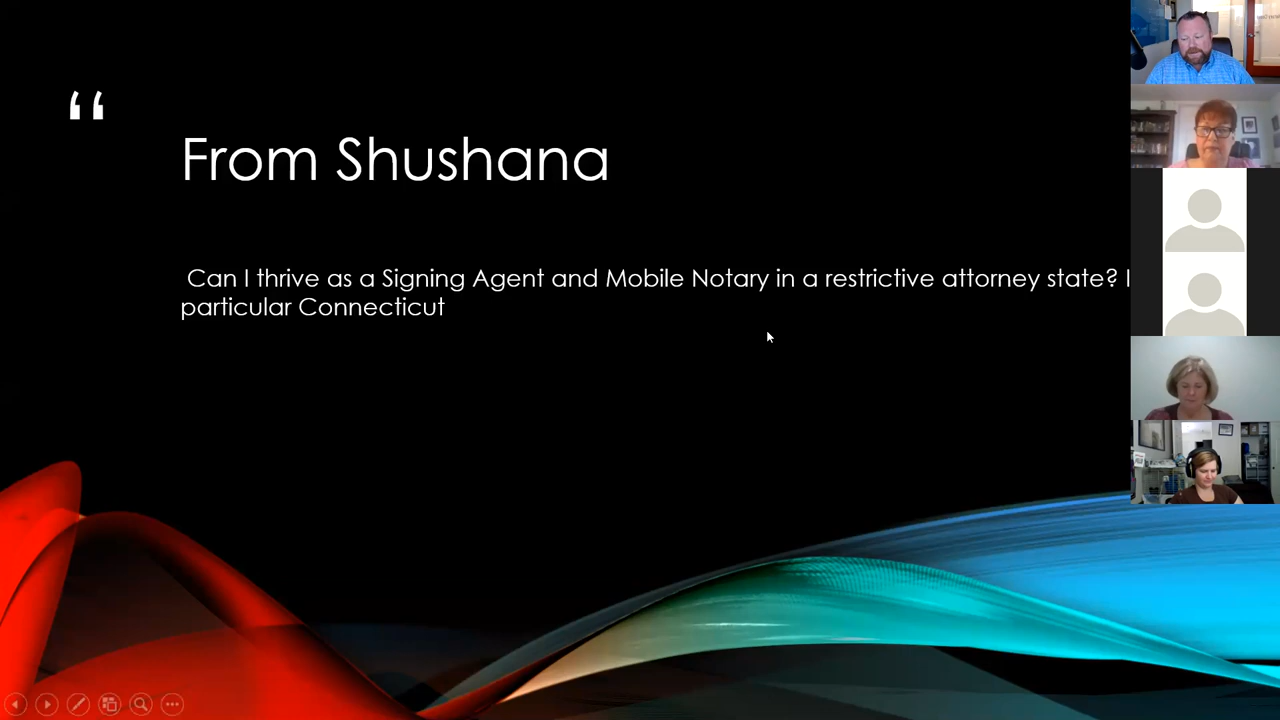 “
From Shushana
Can I thrive as a Signing Agent and Mobile Notary in a restrictive attorney state? I
particular Connecticut